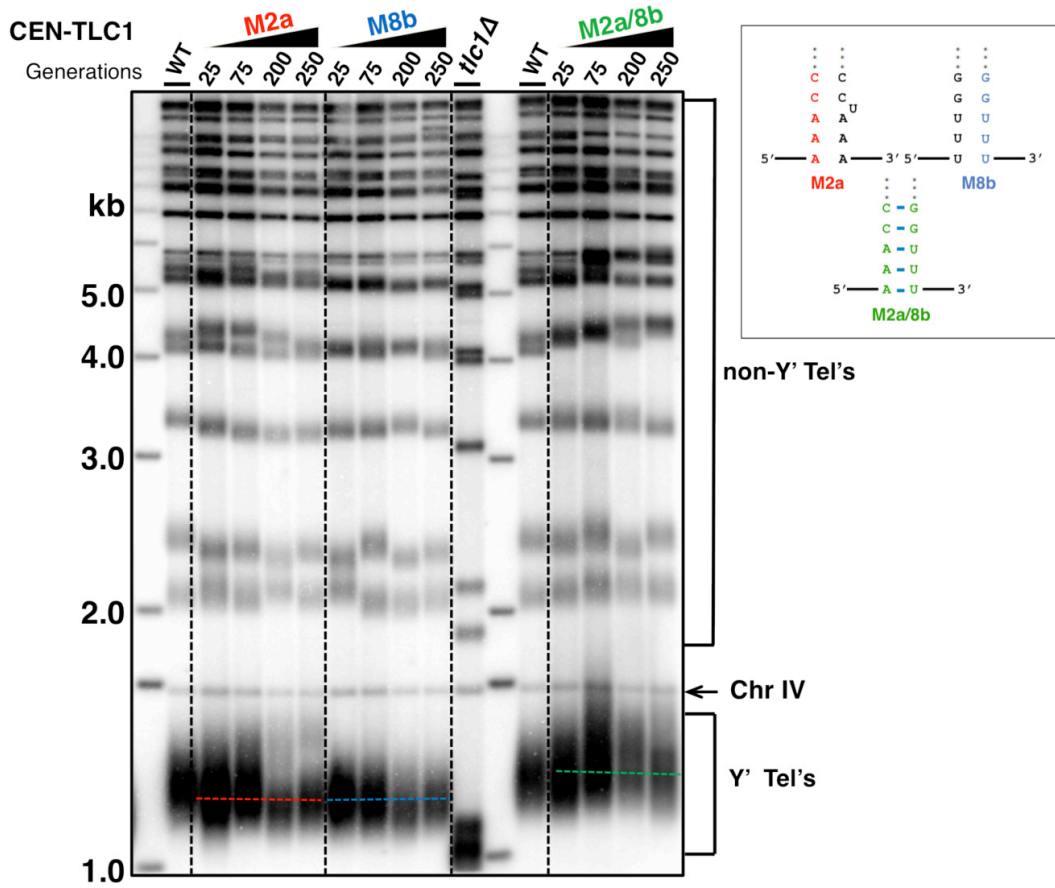 CEN-TLC1
M2a
M8b
M2a/8b
Generations
WT
25
75
200
250
25
75
200
250
tlc1Δ
WT
25
75
200
250
kb
5.0
4.0
3.0
2.0
1.0
non-Y' Tel's
Chr IV
Y' Tel's
C C G G
C C G G
A U A U U
A A U U
A A U U
5' 3' 5' 3'
M2a M8b
C G
C G
A U
A U
A U
5' 3'
M2a/8b